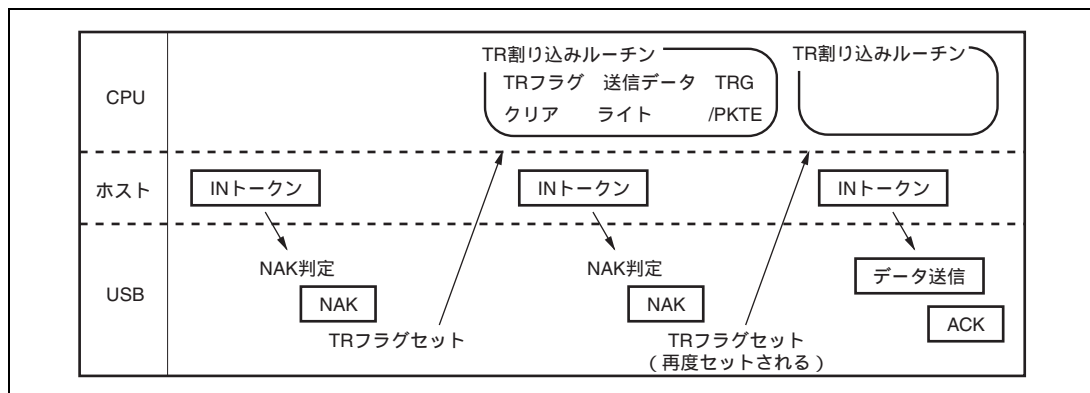 TR割り込みルーチン
TRフラグ 送信データ TRG
クリア ライト /PKTE
TR割り込みルーチン
CPU
ホスト
INトークン
INトークン
INトークン
USB
NAK判定
NAK
TRフラグセット
NAK判定
NAK
TRフラグセット
(再度セットされる)
データ送信
ACK